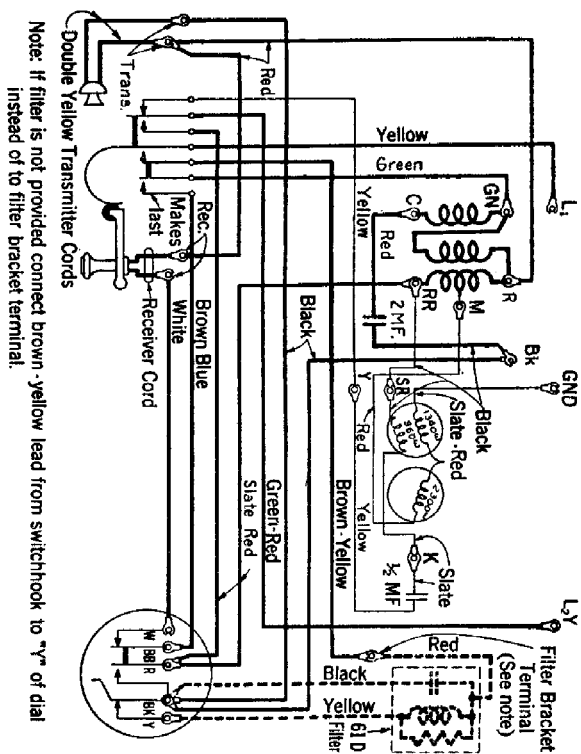 Double Yellow Transmitter Cords
Note: If filter is not provided connect brown-yellow lead from switchhook to "Y" of dial
instead of to filter bracket terminal.
Trans.
Red
Yellow
Green
L1
GN
C
Yellow
Red
R
RR
M
2 MF.
Bk
Makes
last
Rec.
Receiver Cord
White
Brown
Blue
Black
GND
Y
SR
Black
Slate-Red
1340ω
960ω
2300ω
Red
Yellow
Brown-Yellow
K
Slate
½ MF
Green-Red
Slate Red
L2Y
Filter Bracket
Terminal
(See note)
Red
Black
Yellow
61D
Filter
W
BB
R
BK
Y